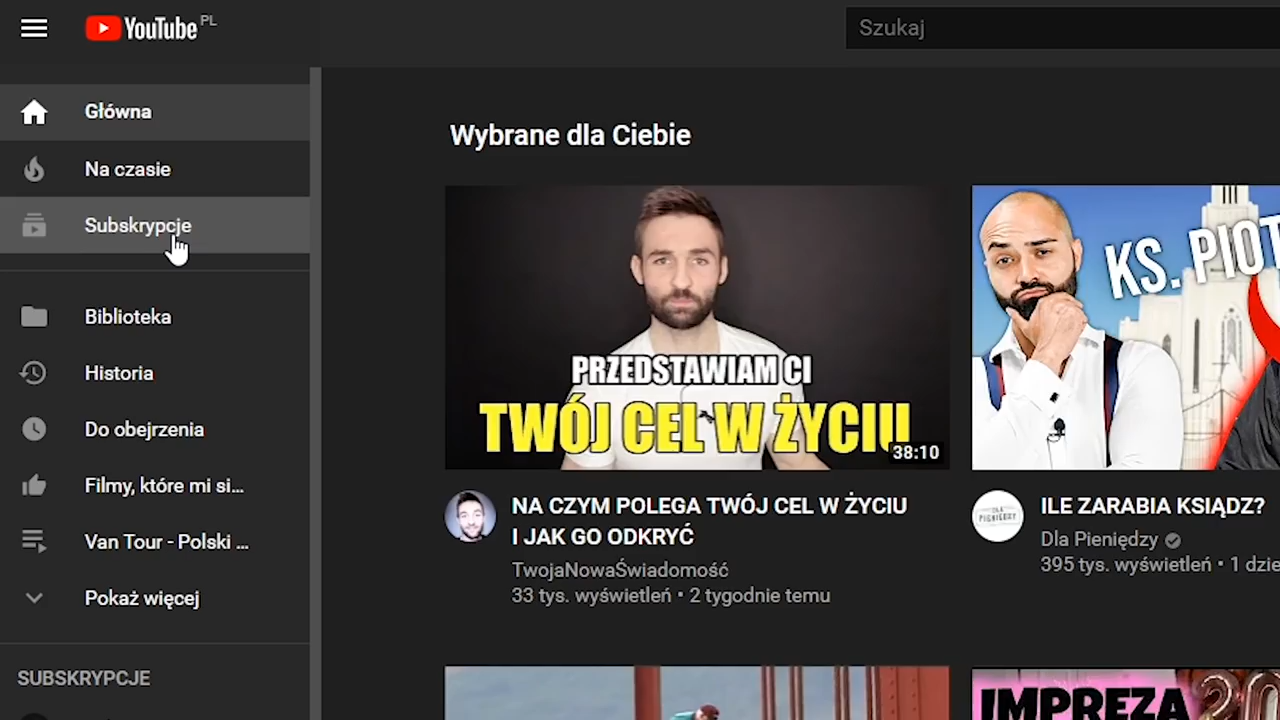 YouTube PL
Szukaj
Główna
Na czasie
Subskrypcje
Biblioteka
Historia
Do obejrzenia
Filmy, które mi si...
Van Tour - Polski ...
Pokaż więcej
SUBSKRYPCJE
Wybrane dla Ciebie
PRZEDSTAWIAM CI
TWÓJ CEL W ŻYCIU
38:10
NA CZYM POLEGA TWÓJ CEL W ŻYCIU
I JAK GO ODKRYĆ
TwojaNowaŚwiadomość
33 tys. wyświetleń • 2 tygodnie temu
KS. PIOT
DLA
PIENIĘDZY
ILE ZARABIA KSIĄDZ?
Dla Pieniędzy
395 tys. wyświetleń • 1 dzie
IMPREZA 20